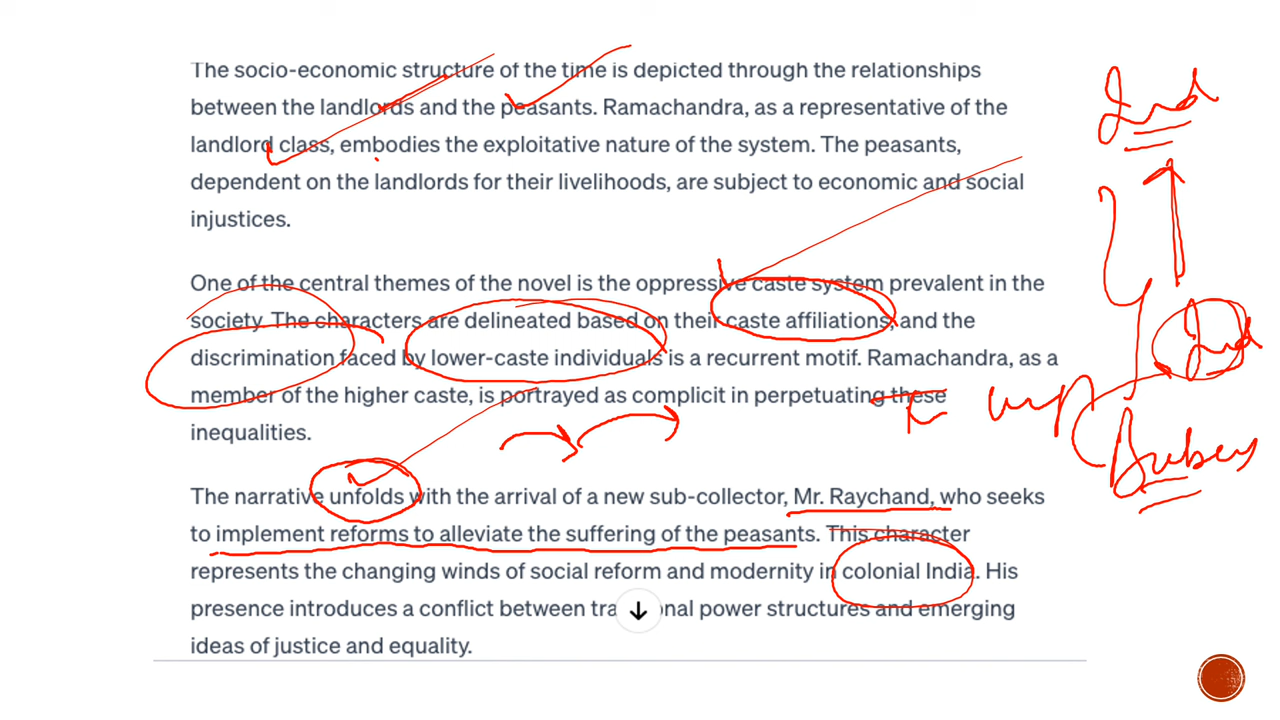 The socio-economic structure of the time is depicted through the relationships
between the landlords and the peasants. Ramachandra, as a representative of the
landlord class, embodies the exploitative nature of the system. The peasants,
dependent on the landlords for their livelihoods, are subject to economic and social
injustices.
One of the central themes of the novel is the oppressive caste system prevalent in the
society. The characters are delineated based on their caste affiliations, and the
discrimination faced by lower-caste individuals is a recurrent motif. Ramachandra, as a
member of the higher caste, is portrayed as complicit in perpetuating these
inequalities.
The narrative unfolds with the arrival of a new sub-collector, Mr. Raychand, who seeks
to implement reforms to alleviate the suffering of the peasants. This character
represents the changing winds of social reform and modernity in colonial India. His
presence introduces a conflict between power structures and emerging
ideas of justice and equality.